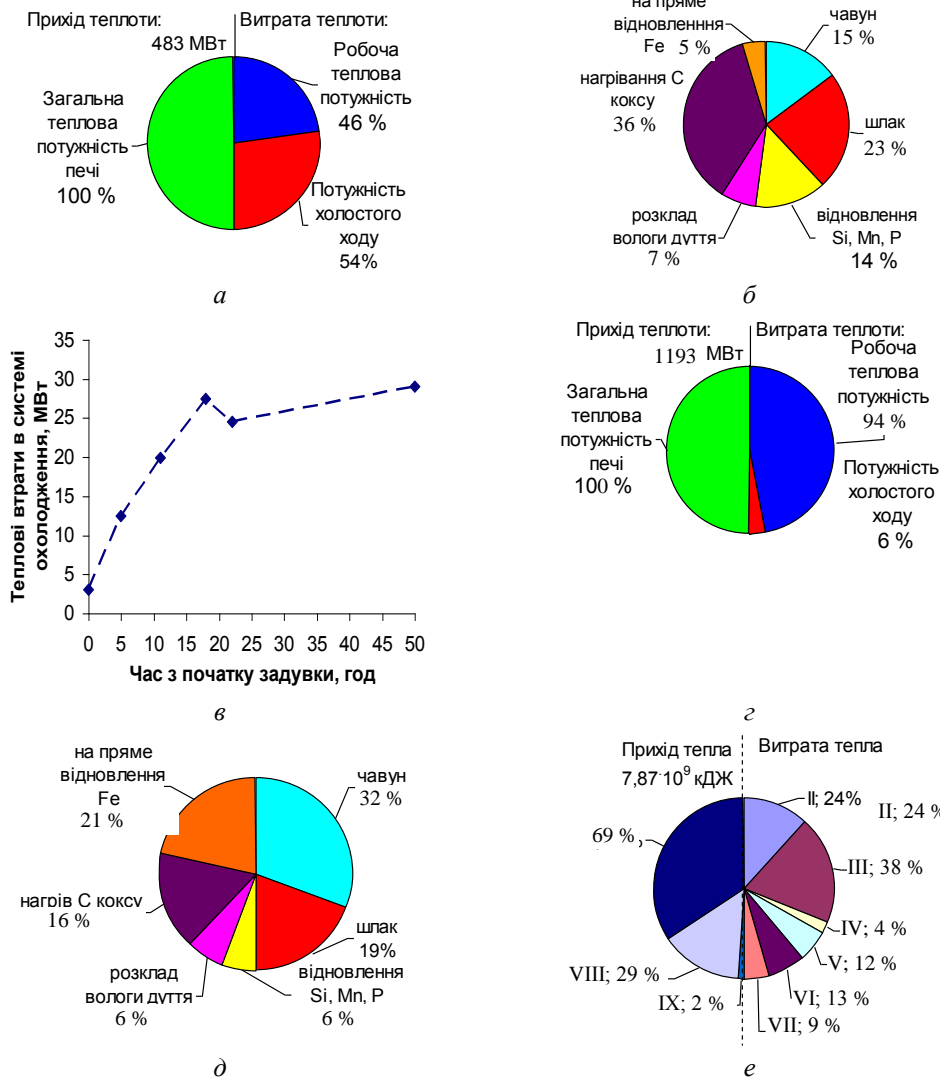 Прихід теплоти:
Витрата теплоти:
483 МВт
Робоча
теплова
потужність
46 %
Загальна
теплова
потужність
печі
100 %
Потужність
холостого
ходу
54%
а
на пряме
відновленння
Fe 5 %
чавун
15 %
нагрівання С
коксу
36 %
шлак
23 %
розклад
вологи дуття
7 %
відновлення
Si, Mn, P
14 %
б
Теплові втрати в системі
охолодження, МВт
35
30
25
20
15
10
5
0
0 5 10 15 20 25 30 35 40 45 50
Час з початку задувки, год
в
Прихід теплоти:
Витрата теплоти:
1193 МВт
Робоча
теплова
потужність
94 %
Загальна
теплова
потужність
печі
100 %
Потужність
холостого
ходу
6 %
г
на пряме
відновлення
Fe
21 %
чавун
32 %
нагрів С коксу
16 %
шлак
19%
розклад
вологи дуття
6 %
відновлення
Si, Mn, P
6 %
д
Прихід тепла
Витрата тепла
7,87·10⁹ кДЖ
II; 24%
II; 24 %
69 %
III; 38 %
IV; 4 %
V; 12 %
VIII; 29 %
VI; 13 %
IX; 2 %
VII; 9 %
е